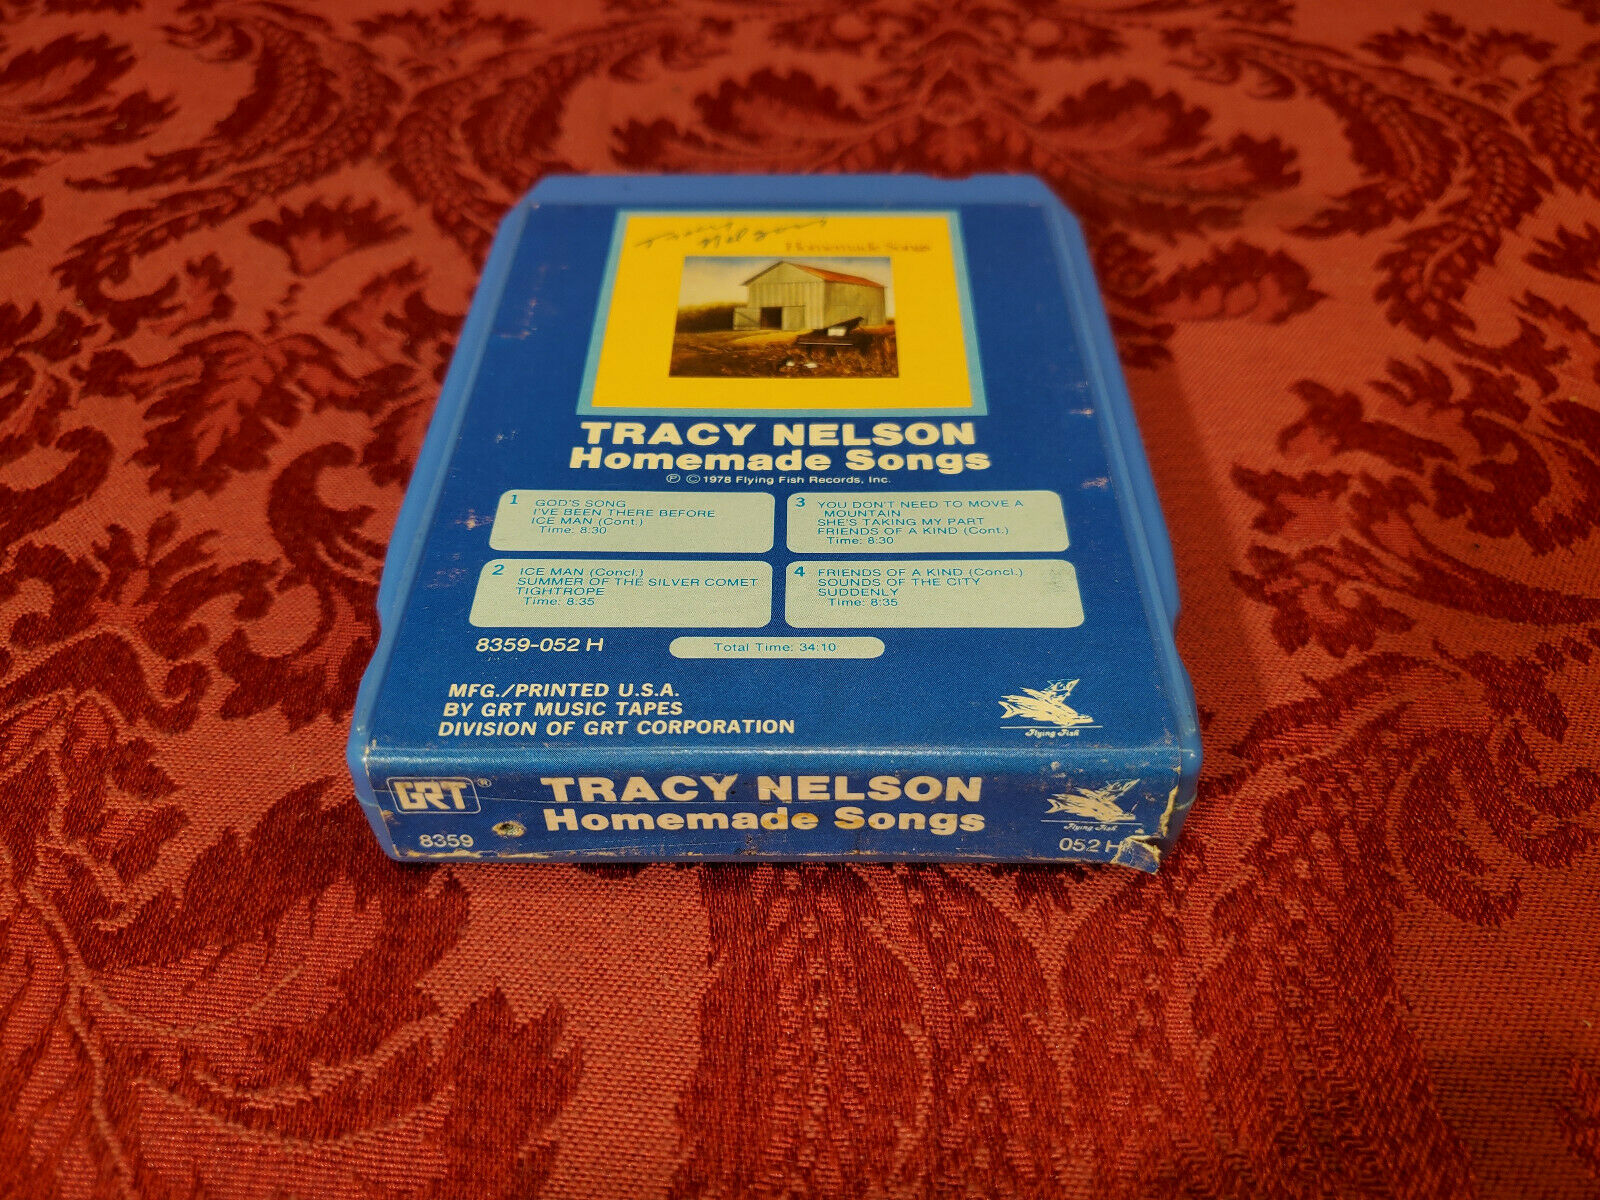 Tracy Nelson
Homemade Songs
TRACY NELSON
Homemade Songs
Ⓟ ©1978 Flying Fish Records, Inc.
1 GOD'S SONG
I'VE BEEN THERE BEFORE
ICE MAN (Cont.)
Time: 8:30
2 ICE MAN (Concl.)
SUMMER OF THE SILVER COMET
TIGHTROPE
Time: 8:35
3 YOU DON'T NEED TO MOVE A
MOUNTAIN
SHE'S TAKING MY PART
FRIENDS OF A KIND (Cont.)
Time: 8:30
4 FRIENDS OF A KIND (Concl.)
SOUNDS OF THE CITY
SUDDENLY
Time: 8:35
8359-052 H
Total Time: 34:10
MFG./PRINTED U.S.A.
BY GRT MUSIC TAPES
DIVISION OF GRT CORPORATION
Flying Fish
GRT®
TRACY NELSON
Homemade Songs
8359
Flying Fish
052 H